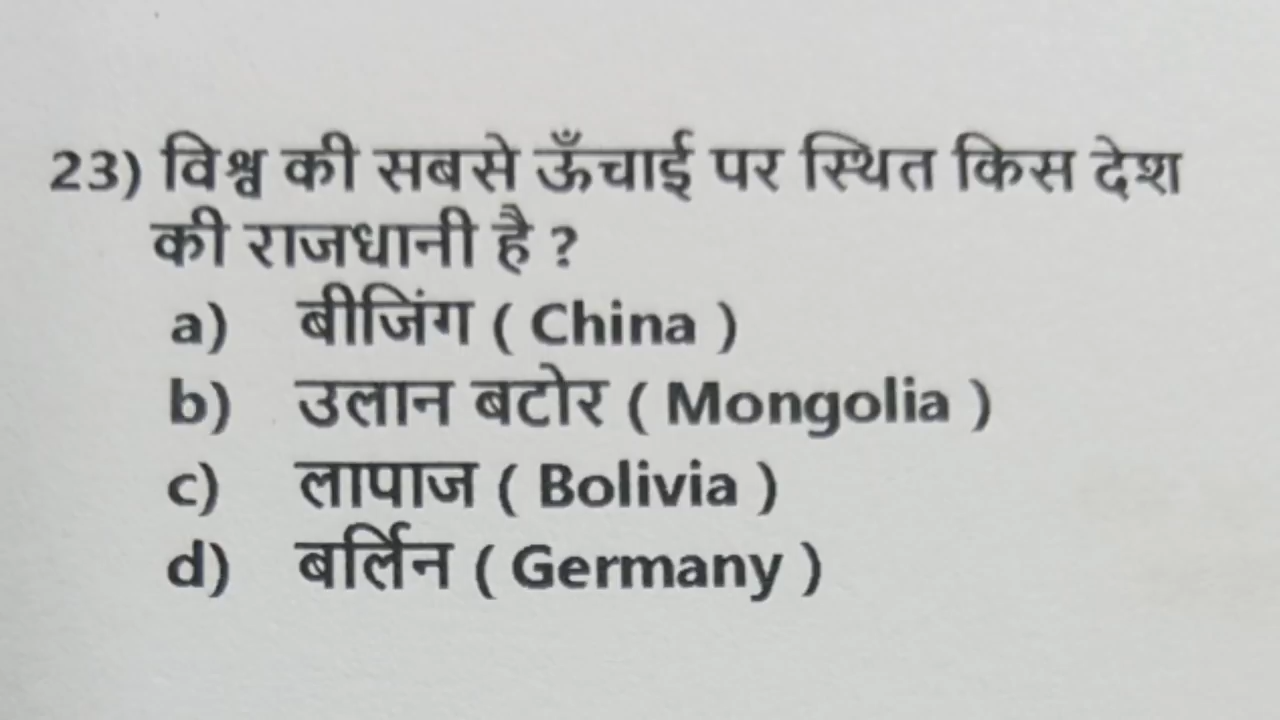 23) विश्व की सबसे ऊँचाई पर स्थित किस देश
की राजधानी है ?
a) बीजिंग ( China )
b) उलान बटोर ( Mongolia )
c) लापाज ( Bolivia )
d) बर्लिन ( Germany )